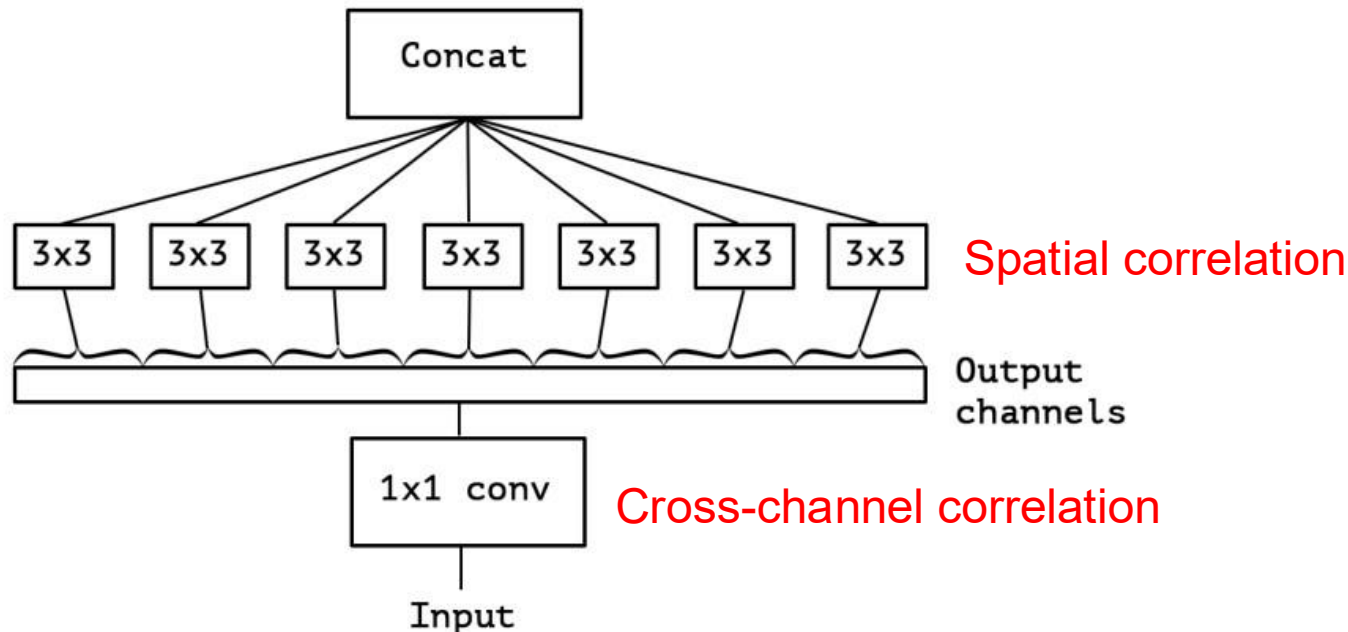 Concat
3x3 3x3 3x3 3x3 3x3 3x3 3x3 Spatial correlation
Output
channels
1x1 conv Cross-channel correlation
Input